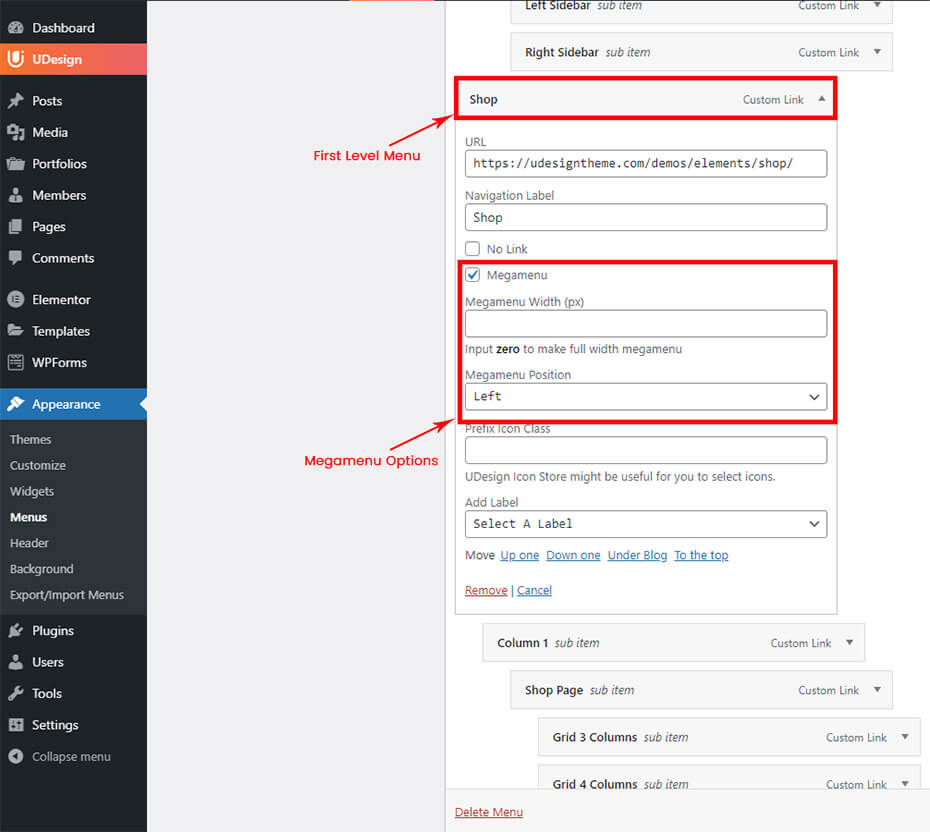 Dashboard
UDesign
Posts
Media
Portfolios
Members
Pages
Comments
Elementor
Templates
WPForms
Appearance
Themes
Customize
Widgets
Menus
Header
Background
Export/Import Menus
Plugins
Users
Tools
Settings
Collapse menu
Left Sidebar sub item Custom Link
Right Sidebar sub item Custom Link
Shop Custom Link
First Level Menu
URL
https://udesigntheme.com/demos/elements/shop/
Navigation Label
Shop
No Link
Megamenu
Megamenu Width (px)
Input zero to make full width megamenu
Megamenu Position
Left
Megamenu Options
Prefix Icon Class
UDesign Icon Store might be useful for you to select icons.
Add Label
Select A Label
Move Up one Down one Under Blog To the top
Remove | Cancel
Column 1 sub item Custom Link
Shop Page sub item Custom Link
Grid 3 Columns sub item Custom Link
Grid 4 Columns sub item Custom Link
Delete Menu